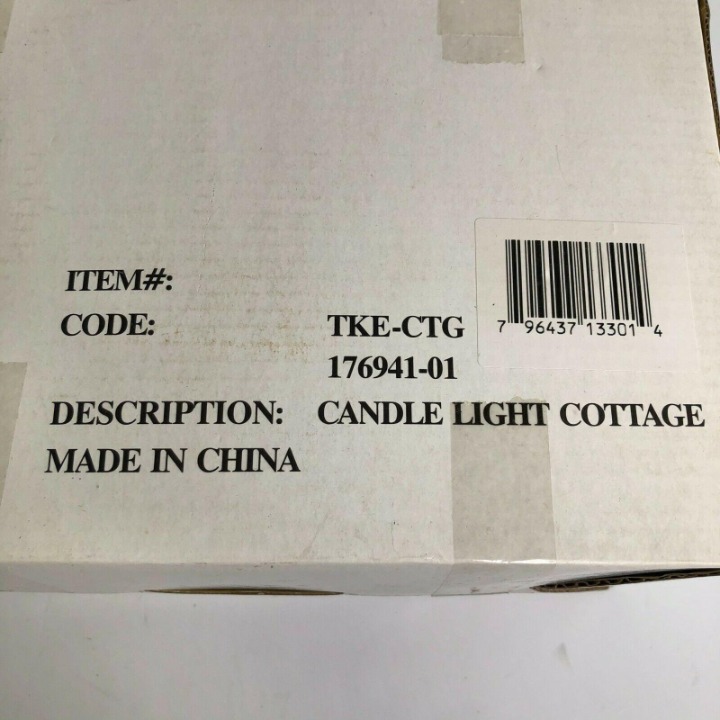 ITEM#:
CODE: TKE-CTG
176941-01
DESCRIPTION: CANDLE LIGHT COTTAGE
MADE IN CHINA
7 96437 13301 4